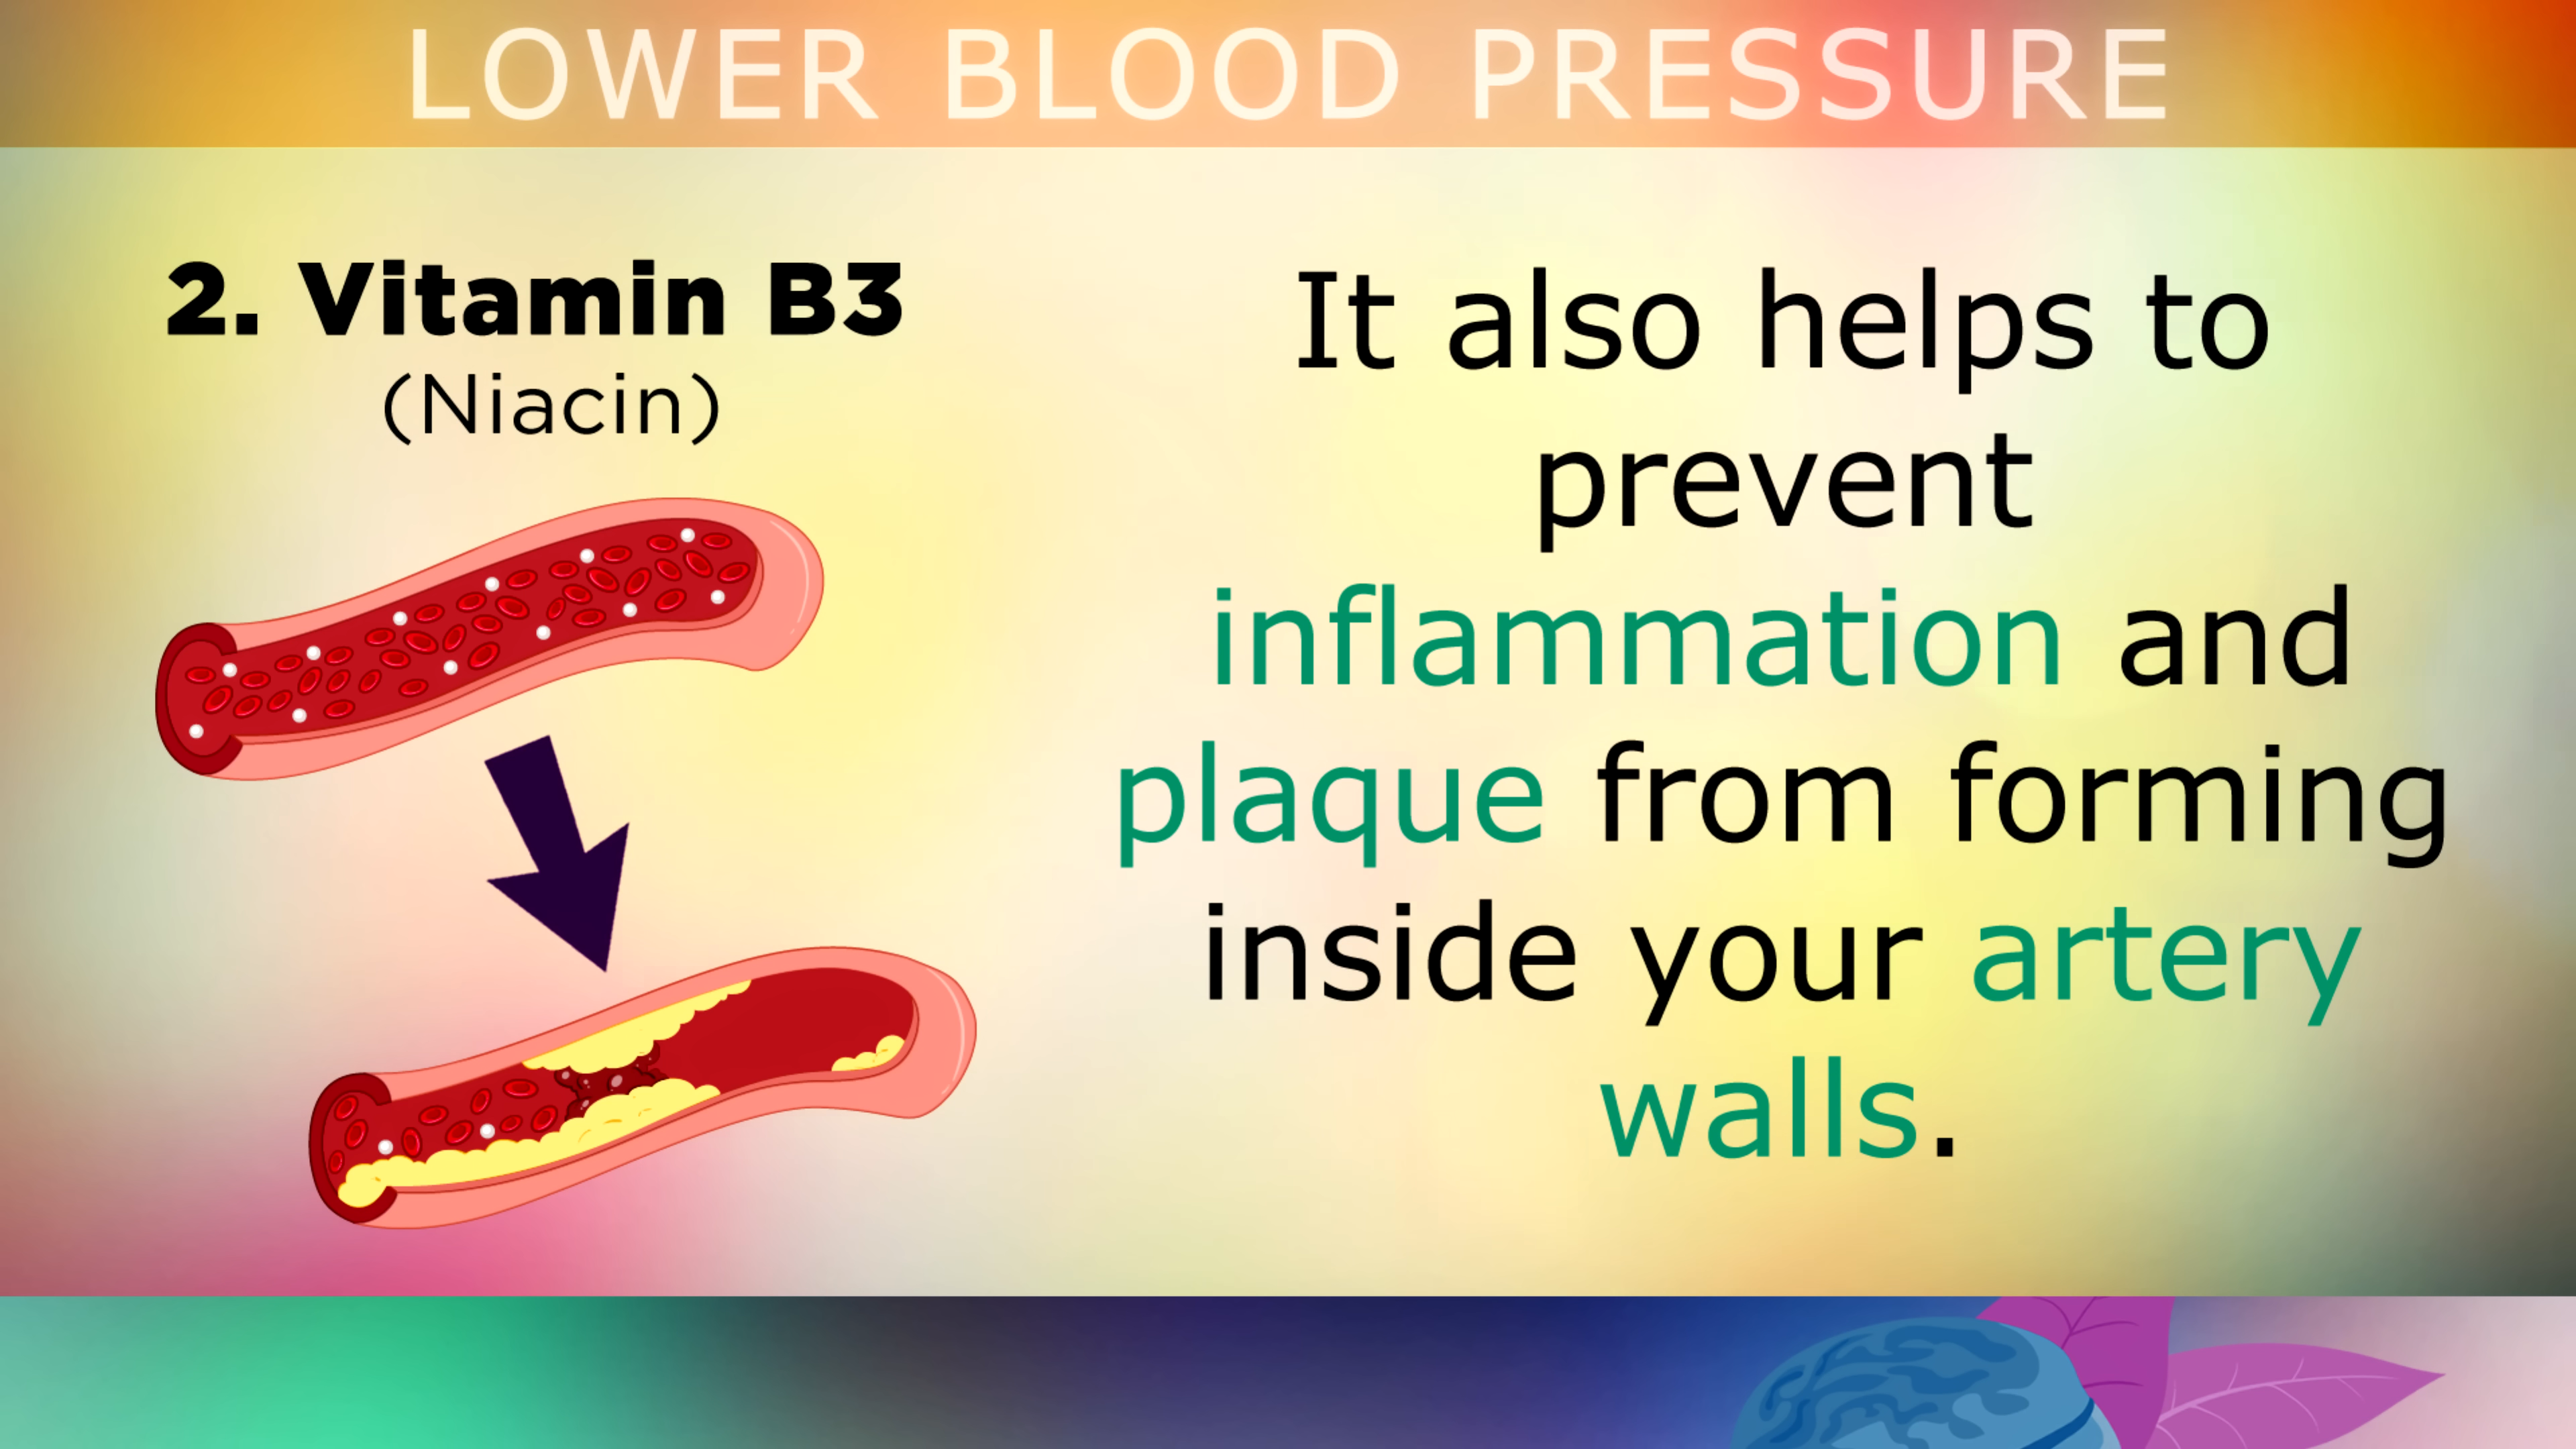 LOWER BLOOD PRESSURE
2. Vitamin B3
(Niacin)
It also helps to
prevent
inflammation and
plaque from forming
inside your artery
walls.